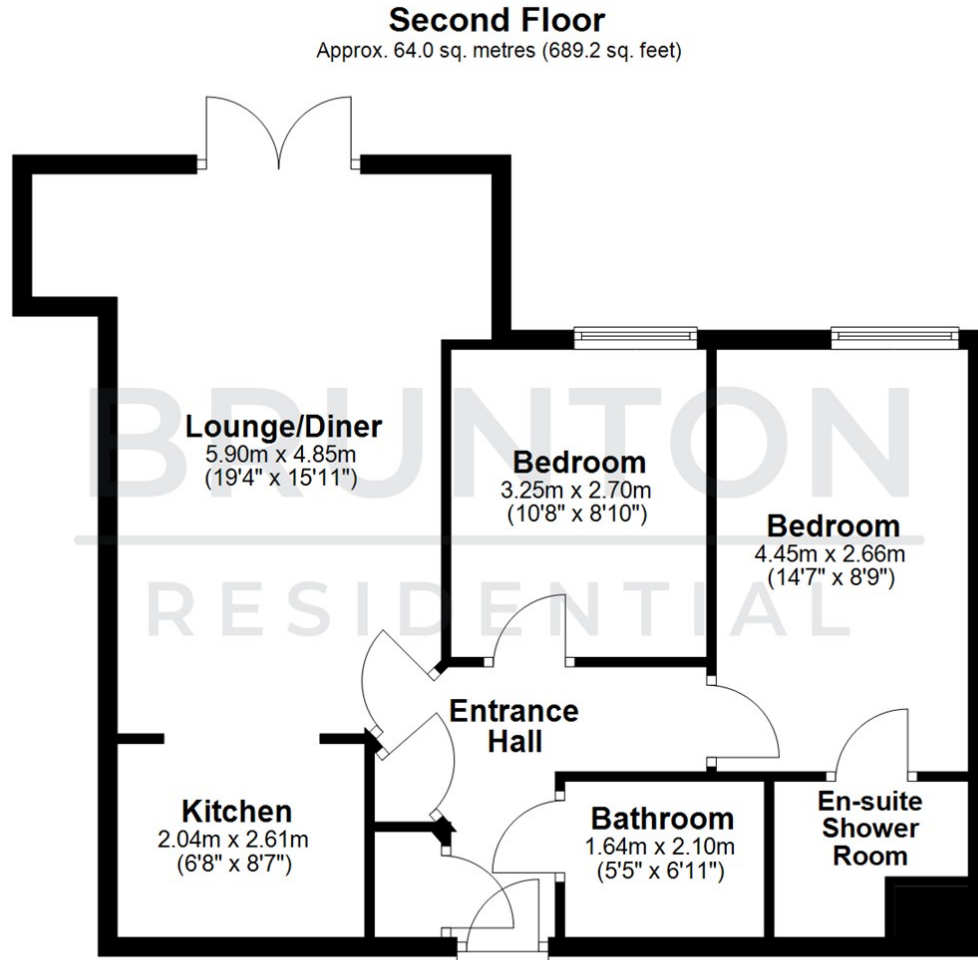 Second Floor
Approx. 64.0 sq. metres (689.2 sq. feet)
BRUNTON
RESIDENTIAL
Lounge/Diner
5.90m x 4.85m
(19'4" x 15'11")
Bedroom
3.25m x 2.70m
(10'8" x 8'10")
Bedroom
4.45m x 2.66m
(14'7" x 8'9")
Entrance
Hall
Kitchen
2.04m x 2.61m
(6'8" x 8'7")
Bathroom
1.64m x 2.10m
(5'5" x 6'11")
En-suite
Shower
Room